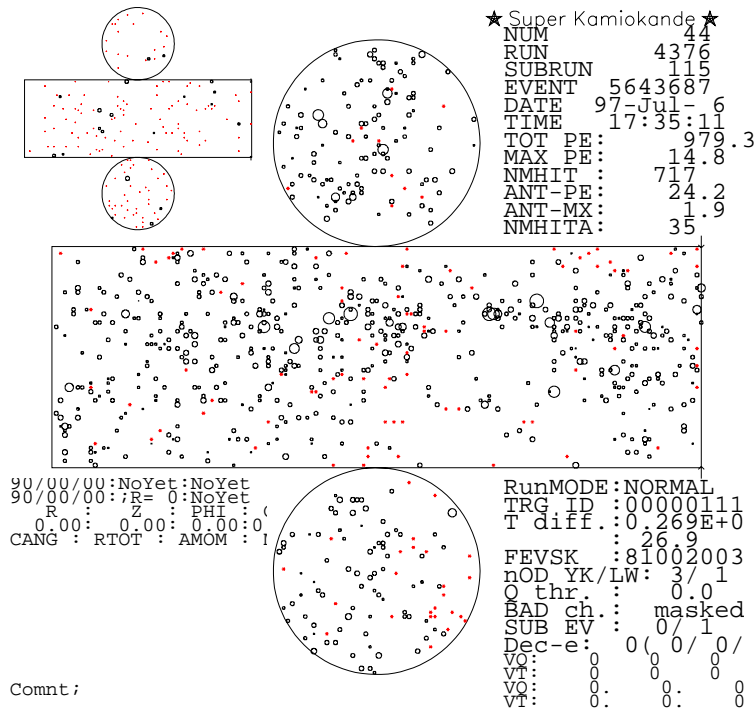 ★ Super Kamiokande ★
NUM 44
RUN 4376
SUBRUN 115
EVENT 5643687
DATE 97-Jul- 6
TIME 17:35:11
TOT PE: 979.3
MAX PE: 14.8
NMHIT : 717
ANT-PE: 24.2
ANT-MX: 1.9
NMHITA: 35
90/00/00:NoYet:NoYet
90/00/00:;R= 0:NoYet
R : Z : PHI :
0.00: 0.00: 0.00:0
CANG : RTOT : AMOM :
RunMODE:NORMAL
TRG ID :00000111
T diff.:0.269E+0
: 26.9
FEVSK :81002003
nOD YK/LW: 3/ 1
Q thr. : 0.0
BAD ch.: masked
SUB EV : 0/ 1
Dec-e: 0( 0/ 0/
VQ: 0 0 0
VT: 0 0 0
VQ: 0. 0. 0
VT: 0. 0. 0
Comnt;